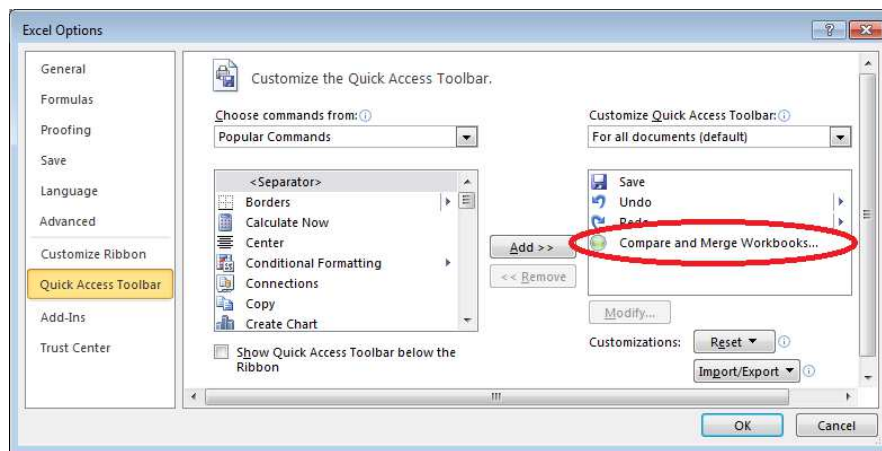 Excel Options
General
Formulas
Proofing
Save
Language
Advanced
Customize Ribbon
Quick Access Toolbar
Add-Ins
Trust Center
Customize the Quick Access Toolbar.
Choose commands from:
Popular Commands
<Separator>
Borders
Calculate Now
Center
Conditional Formatting
Connections
Copy
Create Chart
Show Quick Access Toolbar below the
Ribbon
Add >>
<< Remove
Customize Quick Access Toolbar:
For all documents (default)
Save
Undo
Redo
Compare and Merge Workbooks...
Modify...
Customizations:
Reset
Import/Export
OK
Cancel